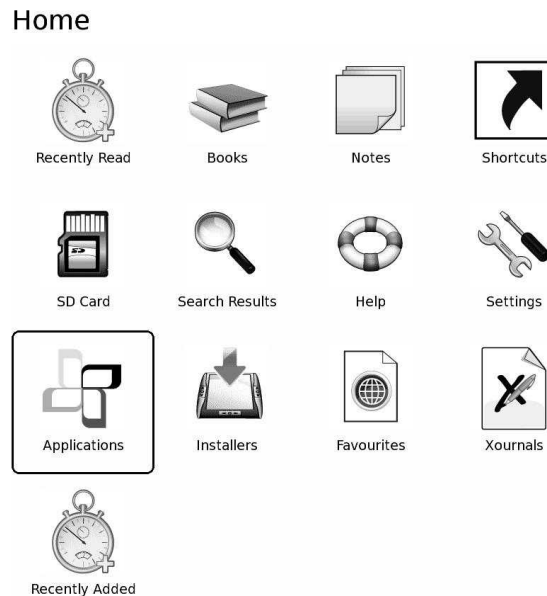 Home
Recently Read
Books
Notes
Shortcuts
SD Card
Search Results
Help
Settings
Applications
Installers
Favourites
Xournals
Recently Added